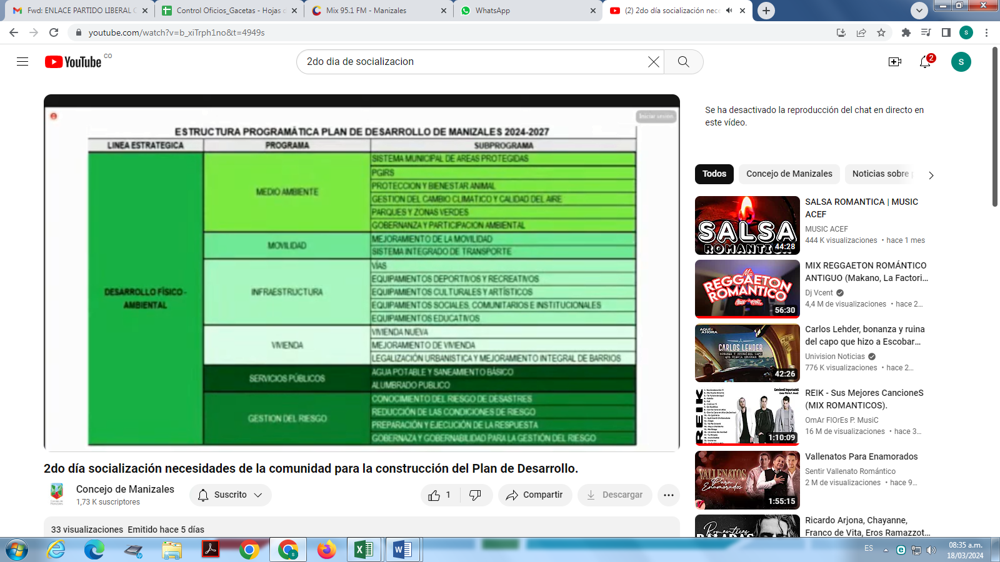 Fwd: ENLACE PARTIDO LIBERAL C
Control Oficios_Gacetas - Hojas d
Mix 95.1 FM - Manizales
WhatsApp
(2) 2do día socialización nece
youtube.com/watch?v=b_xiTrph1no&t=4949s
S
YouTube CO
2do dia de socializacion
2
S
Iniciar sesión
ESTRUCTURA PROGRAMÁTICA PLAN DE DESARROLLO DE MANIZALES 2024-2027
LINEA ESTRATEGICA PROGRAMA SUBPROGRAMA
DESARROLLO FÍSICO -
AMBIENTAL
MEDIO AMBIENTE
SISTEMA MUNICIPAL DE AREAS PROTEGIDAS
PGIRS
PROTECCION Y BIENESTAR ANIMAL
GESTION DEL CAMBIO CLIMATICO Y CALIDAD DEL AIRE
PARQUES Y ZONAS VERDES
GOBERNANZA Y PARTICIPACION AMBIENTAL
MOVILIDAD
MEJORAMIENTO DE LA MOVILIDAD
SISTEMA INTEGRADO DE TRANSPORTE
INFRAESTRUCTURA
VÍAS
EQUIPAMIENTOS DEPORTIVOS Y RECREATIVOS
EQUIPAMIENTOS CULTURALES Y ARTÍSTICOS
EQUIPAMIENTOS SOCIALES, COMUNITARIOS E INSTITUCIONALES
EQUIPAMIENTOS EDUCATIVOS
VIVIENDA
VIVIENDA NUEVA
MEJORAMIENTO DE VIVIENDA
LEGALIZACIÓN URBANISTICA Y MEJORAMIENTO INTEGRAL DE BARRIOS
SERVICIOS PÚBLICOS
AGUA POTABLE Y SANEAMIENTO BÁSICO
ALUMBRADO PUBLICO
GESTION DEL RIESGO
CONOCIMIENTO DEL RIESGO DE DESASTRES
REDUCCIÓN DE LAS CONDICIONES DE RIESGO
PREPARACIÓN Y EJECUCIÓN DE LA RESPUESTA
GOBERNAZA Y GOBERNABILIDAD PARA LA GESTIÓN DEL RIESGO
2do día socialización necesidades de la comunidad para la construcción del Plan de Desarrollo.
Concejo de Manizales
1,73 K suscriptores
Suscrito
1
Compartir
Descargar
33 visualizaciones Emitido hace 5 días
Se ha desactivado la reproducción del chat en directo en
este vídeo.
Todos
Concejo de Manizales
Noticias sobre
SALSA
ROMANTICA
44:28
SALSA ROMANTICA | MUSIC
ACEF
MUSIC ACEF
444 K visualizaciones • hace 1 mes
Mix
REGGAETON
ROMÁNTICO
56:30
MIX REGGAETON ROMÁNTICO
ANTIGUO (Makano, La Factori...
Dj Vcent
4,4 M de visualizaciones • hace 2...
AQUÍ Y
AHORA
CARLOS LEHDER
BONANZA Y RUINA DEL CAPO
QUE HIZO A ESCOBAR
42:26
Carlos Lehder, bonanza y ruina
del capo que hizo a Escobar...
Univision Noticias
776 K visualizaciones • hace 2...
REIK
1:10:09
REIK - Sus Mejores CancioneS
(MIX ROMANTICOS).
OmAr FlOrEs P. MusiC
16 M de visualizaciones • hace 3...
VALLENATOS
Para
Enamorados
1:55:15
Vallenatos Para Enamorados
Sentir Vallenato Romántico
2 M de visualizaciones • hace 9...
Romanticas
BALADAS
Ricardo Arjona, Chayanne,
Franco de Vita, Eros Ramazzot...
ES
08:35 a.m.
18/03/2024